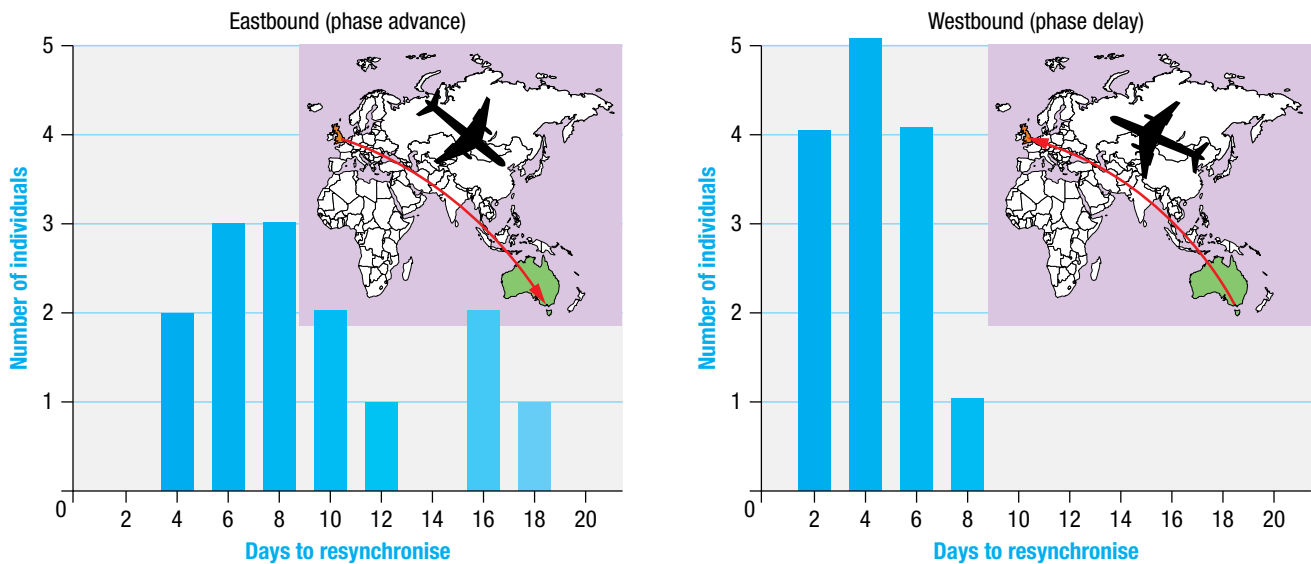 Eastbound (phase advance)
5
4
3
2
1
0
2 4 6 8 10 12 14 16 18 20
Number of individuals
Days to resynchronise
Westbound (phase delay)
5
4
3
2
1
0
2 4 6 8 10 12 14 16 18 20
Number of individuals
Days to resynchronise